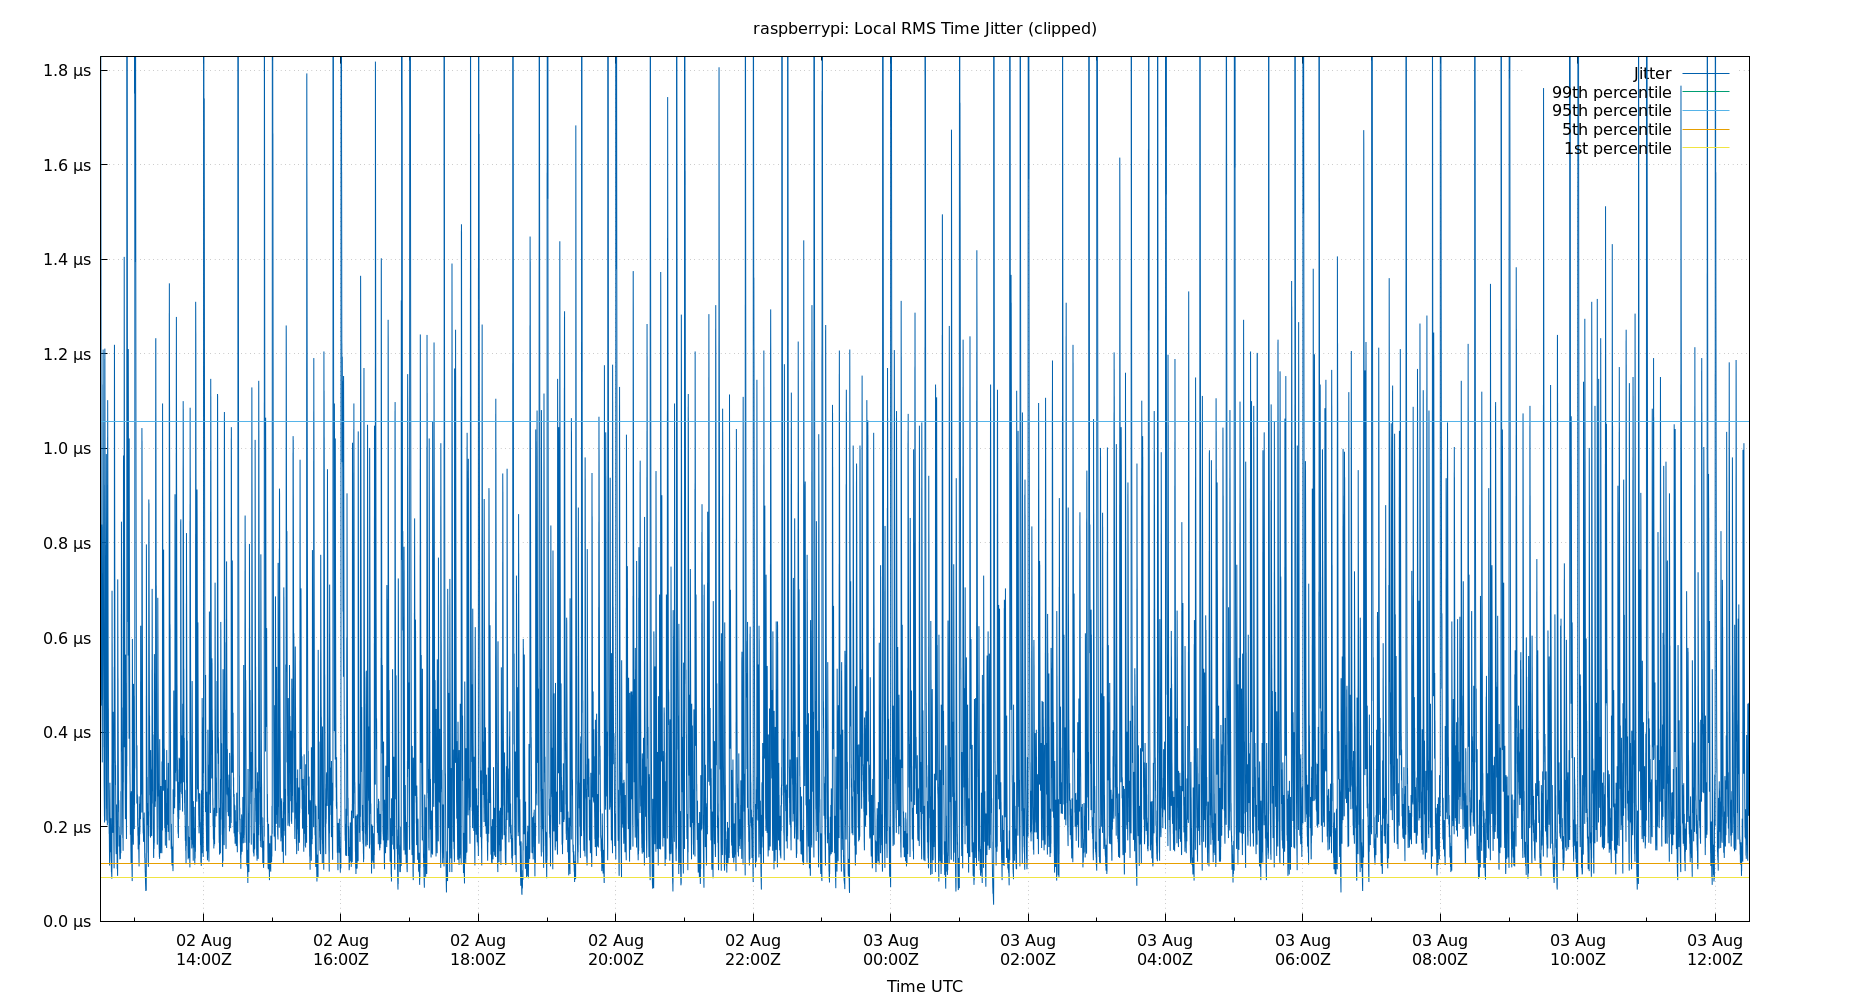 raspberrypi: Local RMS Time Jitter (clipped)
Jitter
99th percentile
95th percentile
5th percentile
1st percentile
1.8 µs
1.6 µs
1.4 µs
1.2 µs
1.0 µs
0.8 µs
0.6 µs
0.4 µs
0.2 µs
0.0 µs
02 Aug 02 Aug 02 Aug 02 Aug 02 Aug 03 Aug 03 Aug 03 Aug 03 Aug 03 Aug 03 Aug 03 Aug
14:00Z 16:00Z 18:00Z 20:00Z 22:00Z 00:00Z 02:00Z 04:00Z 06:00Z 08:00Z 10:00Z 12:00Z
Time UTC